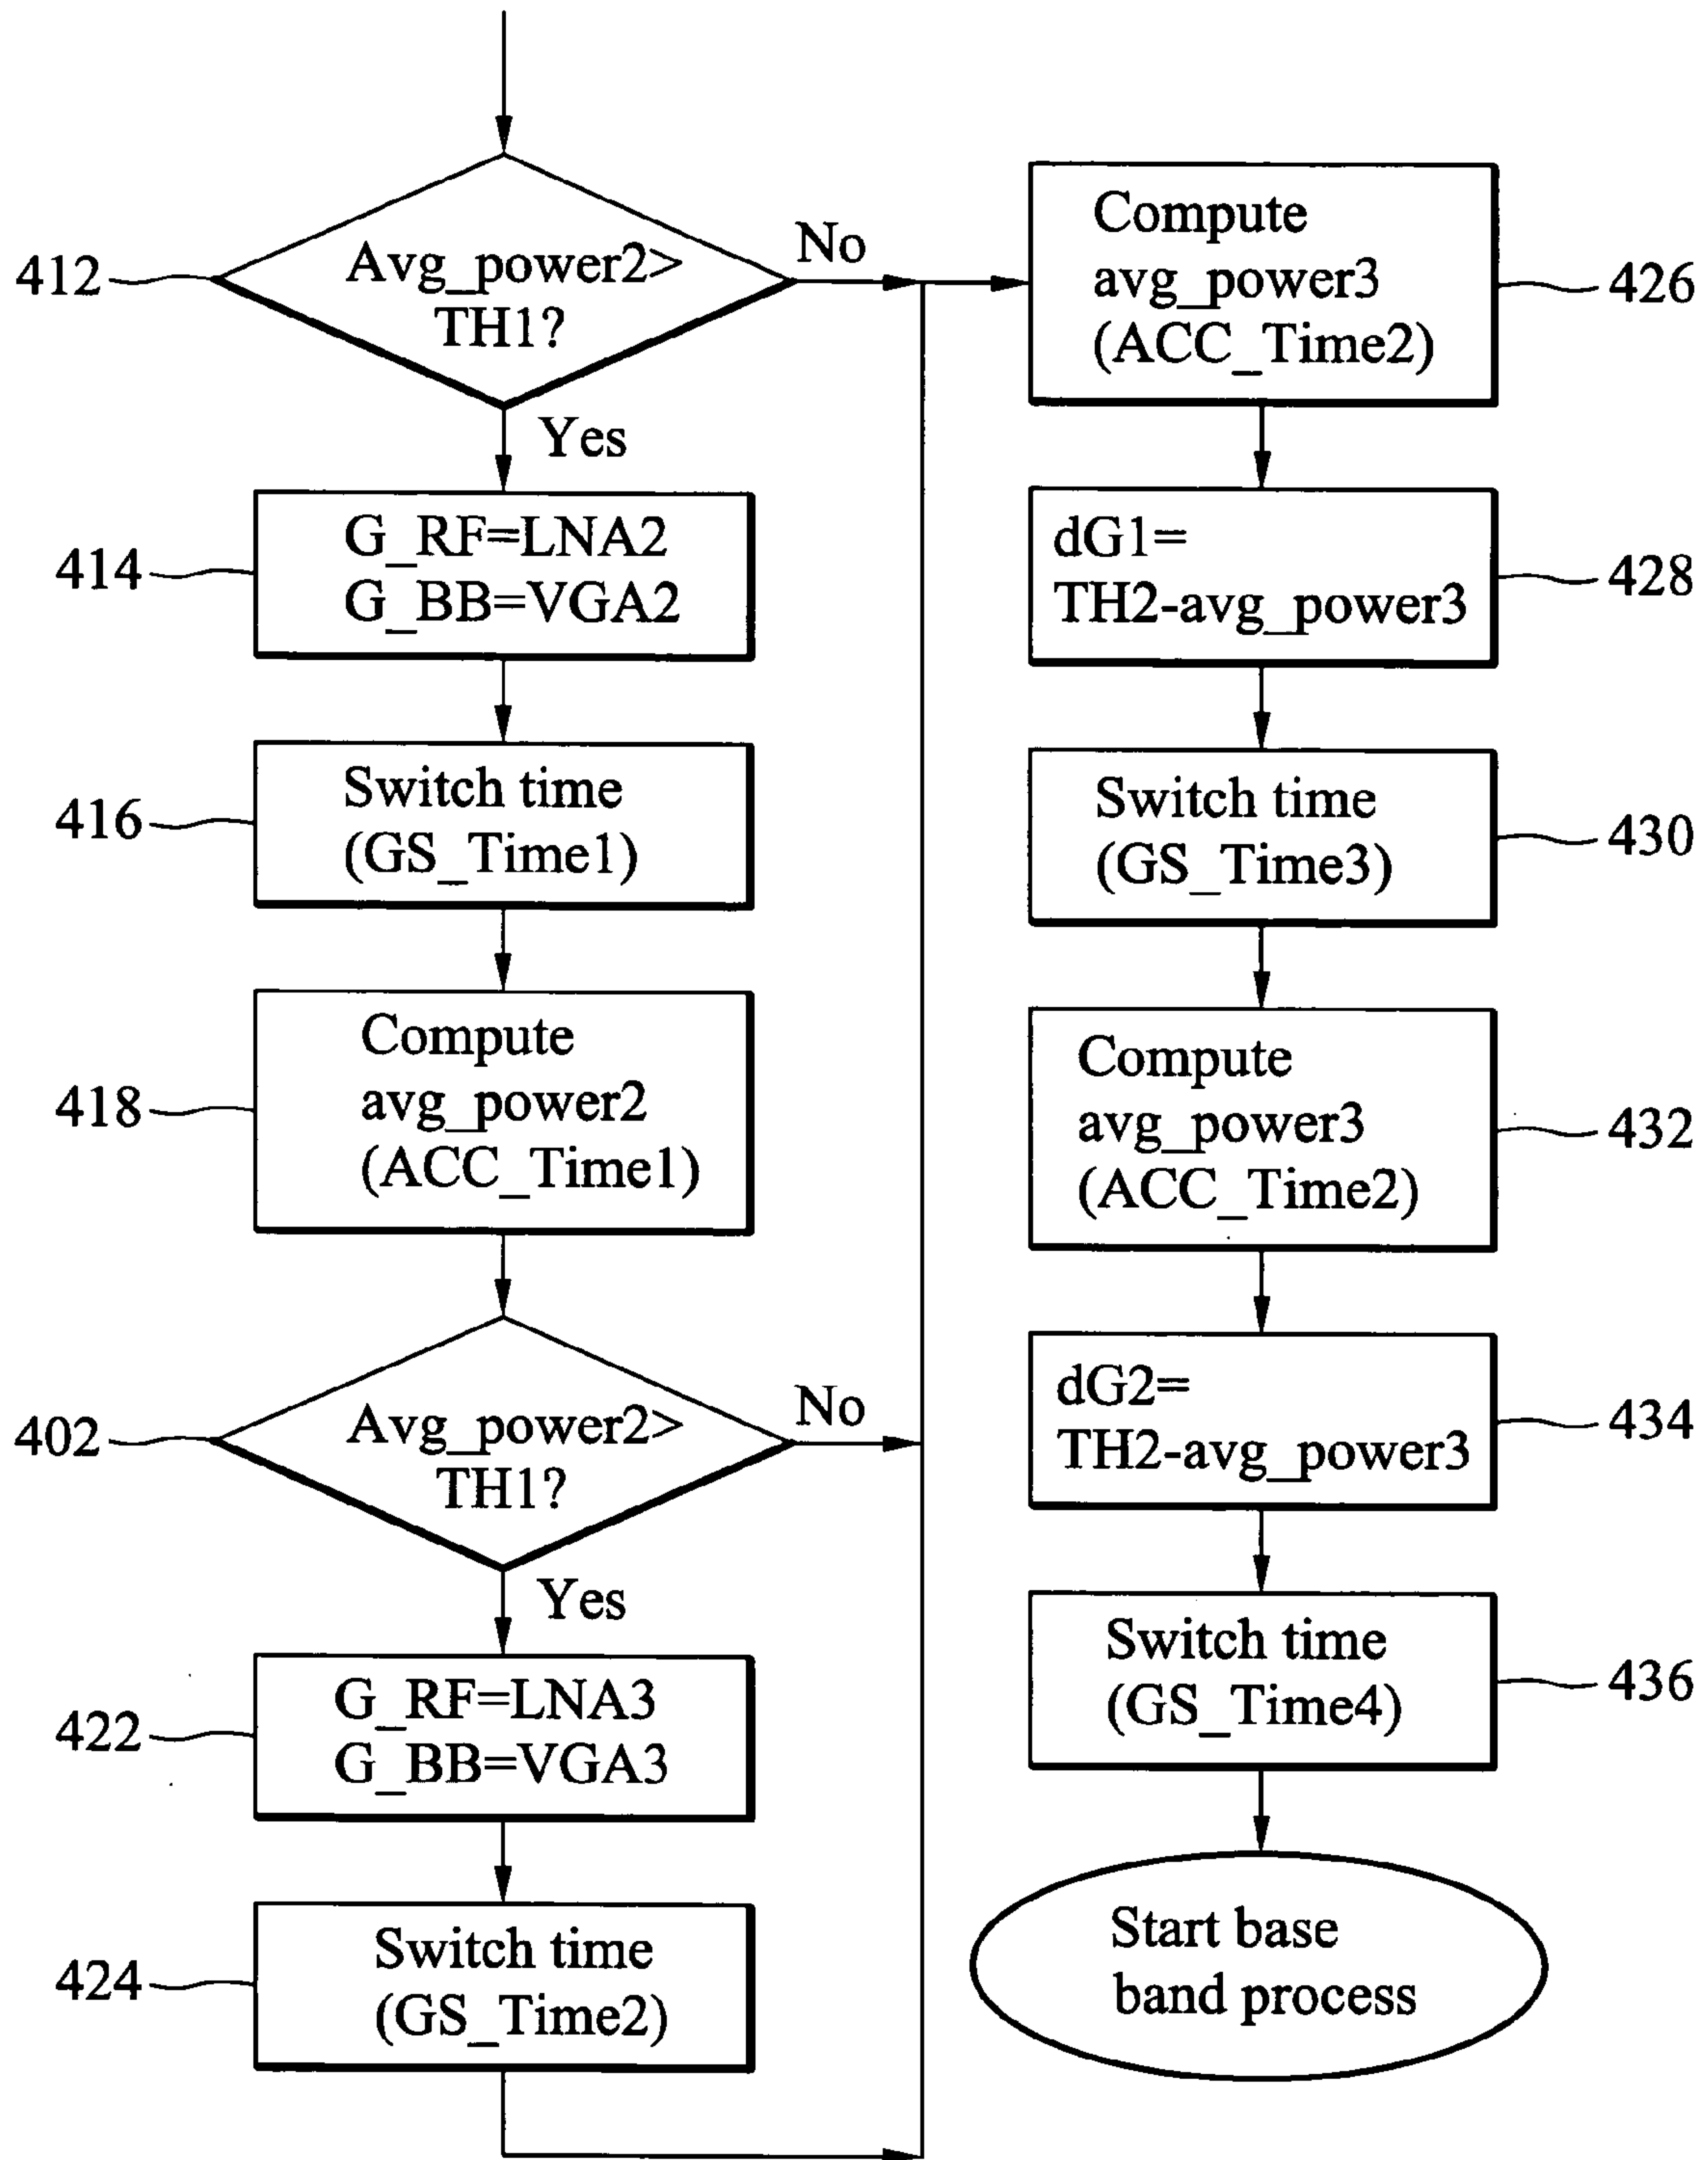 412
Avg_power2>
TH1?
No
Yes
414
G_RF=LNA2
G_BB=VGA2
416
Switch time
(GS_Time1)
418
Compute
avg_power2
(ACC_Time1)
402
Avg_power2>
TH1?
No
Yes
422
G_RF=LNA3
G_BB=VGA3
424
Switch time
(GS_Time2)
Compute
avg_power3
(ACC_Time2)
426
dG1=
TH2-avg_power3
428
Switch time
(GS_Time3)
430
Compute
avg_power3
(ACC_Time2)
432
dG2=
TH2-avg_power3
434
Switch time
(GS_Time4)
436
Start base
band process